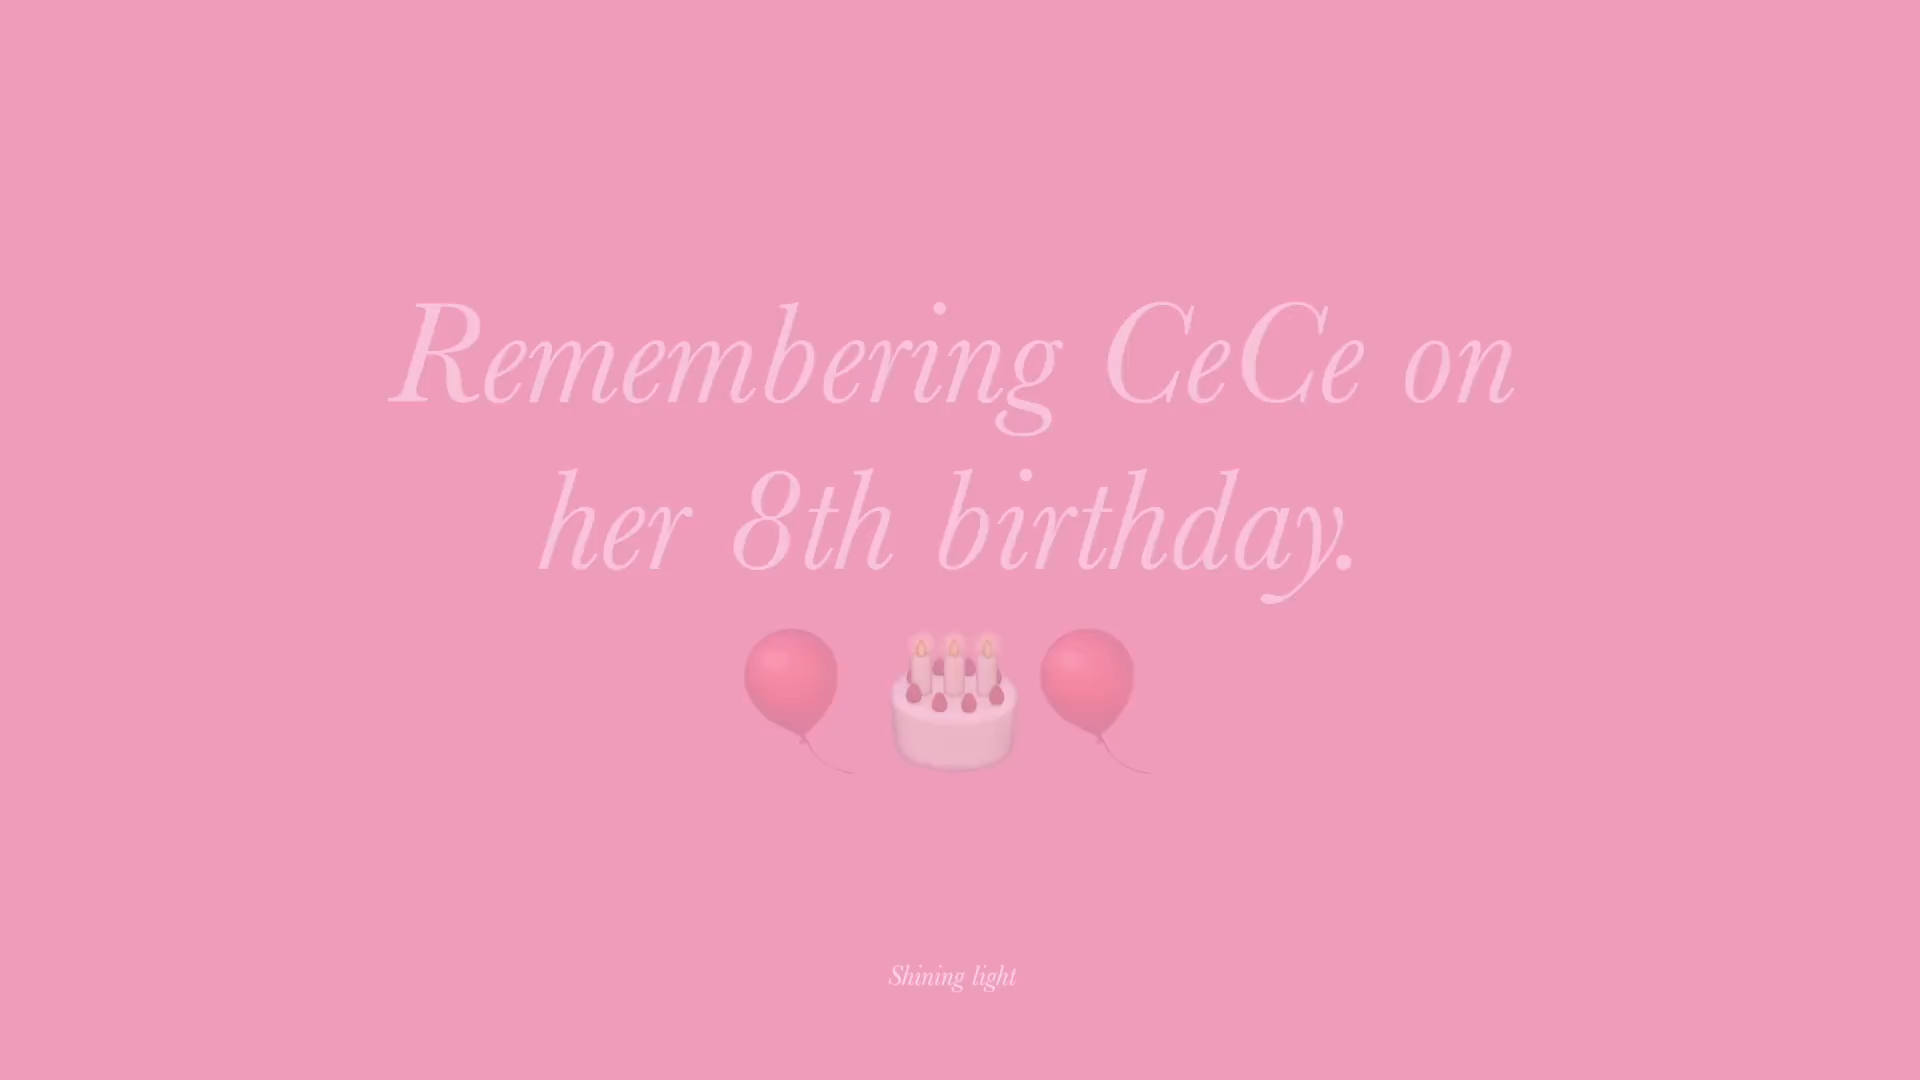 Remembering CeCe on
her 8th birthday.
🎈🎂🎈
Shining light